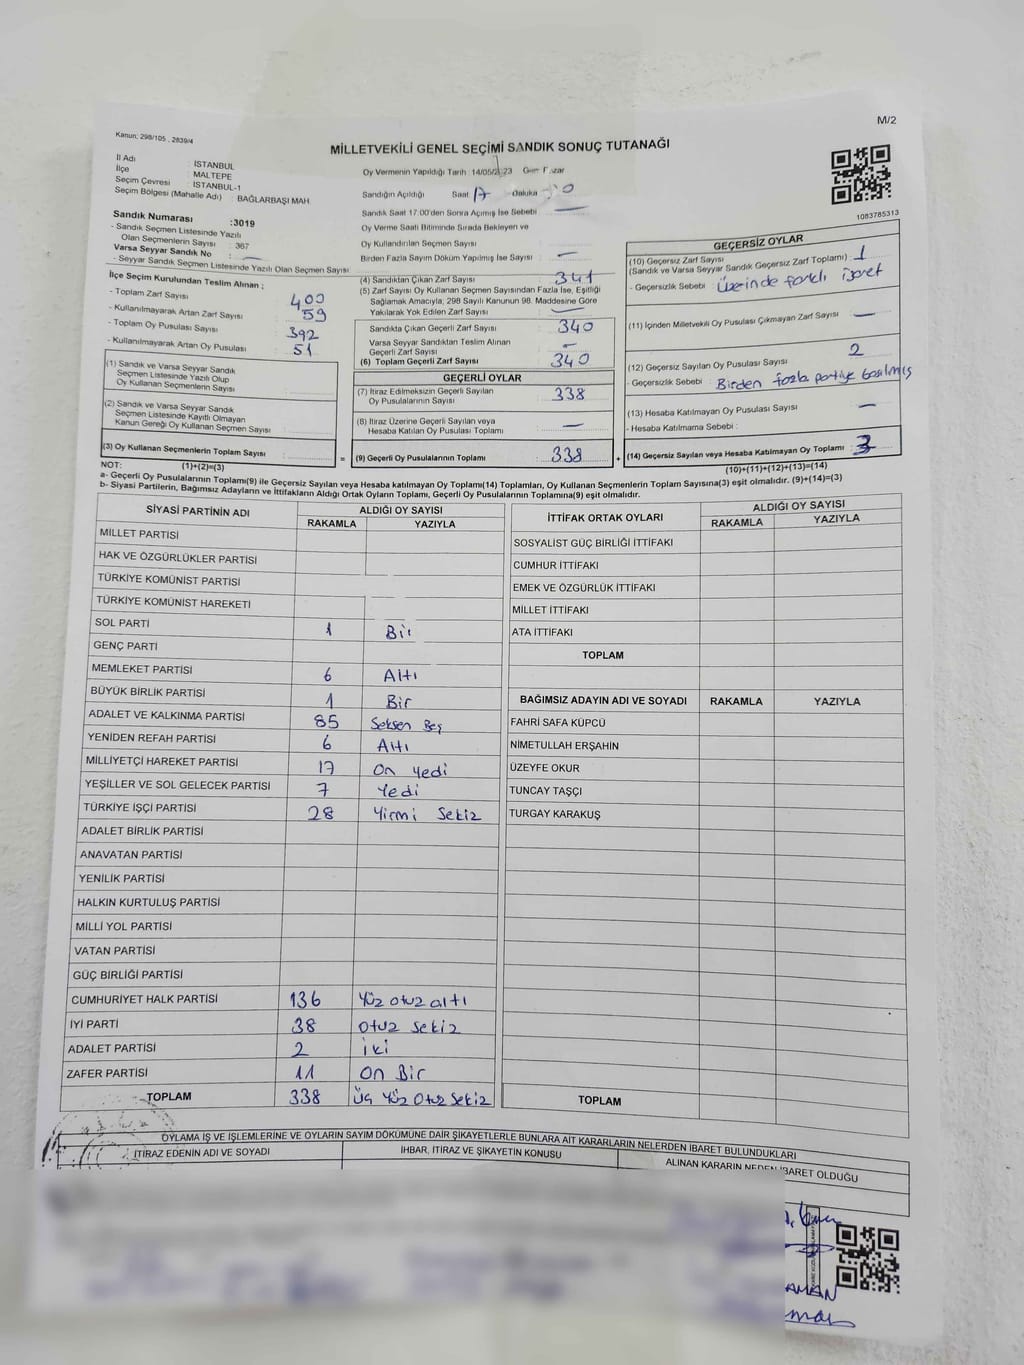 M/2
Kanun: 298/105 , 2839/4
MİLLETVEKİLİ GENEL SEÇİMİ SANDIK SONUÇ TUTANAĞI
İl Adı : İSTANBUL
İlçe : MALTEPE
Seçim Çevresi : İSTANBUL-1
Seçim Bölgesi (Mahalle Adı) : BAĞLARBAŞI MAH
Sandık Numarası :3019
- Sandık Seçmen Listesinde Yazılı
Olan Seçmenlerin Sayısı : 367
Varsa Seyyar Sandık No : —
- Seyyar Sandık Seçmen Listesinde Yazılı Olan Seçmen Sayısı
Oy Vermenin Yapıldığı Tarih :14/05/2023
Sandığın Açıldığı Saat 17 Dakika
Sandık Saat 17:00'den Sonra Açımış İse Sebebi —
Oy Verme Saati Bitiminde Sırada Bekleyen ve
Oy Kullandırılan Seçmen Sayısı
Birden Fazla Sayım Döküm Yapılmış İse Sayısı —
1083785313
İlçe Seçim Kurulundan Teslim Alınan ;
- Toplam Zarf Sayısı : 400
- Kullanılmayarak Artan Zarf Sayısı : 59
- Toplam Oy Pusulası Sayısı : 392
- Kullanılmayarak Artan Oy Pusulası : 51
(1) Sandık ve Varsa Seyyar Sandık
Seçmen Listesinde Yazılı Olup
Oy Kullanan Seçmenlerin Sayısı :
(2) Sandık ve Varsa Seyyar Sandık
Seçmen Listesinde Kayıtlı Olmayan
Kanun Gereği Oy Kullanan Seçmen Sayısı :
(3) Oy Kullanan Seçmenlerin Toplam Sayısı :
(4) Sandıktan Çıkan Zarf Sayısı : 341
(5) Zarf Sayısı Oy Kullanan Seçmen Sayısından Fazla İse, Eşitliği
Sağlamak Amacıyla, 298 Sayılı Kanunun 98. Maddesine Göre
Yakılarak Yok Edilen Zarf Sayısı : —
Sandıkta Çıkan Geçerli Zarf Sayısı : 340
Varsa Seyyar Sandıktan Teslim Alınan
Geçerli Zarf Sayısı : —
(6) Toplam Geçerli Zarf Sayısı : 340
GEÇERLİ OYLAR
(7) İtiraz Edilmeksizin Geçerli Sayılan
Oy Pusulalarının Sayısı : 338
(8) İtiraz Üzerine Geçerli Sayılan veya
Hesaba Katılan Oy Pusulası Toplamı : —
= (9) Geçerli Oy Pusulalarının Toplamı : 338 +
GEÇERSİZ OYLAR
(10) Geçersiz Zarf Sayısı : 1
(Sandık ve Varsa Seyyar Sandık Geçersiz Zarf Toplamı)
- Geçersizlik Sebebi : Üzerinde farklı işaret
(11) İçinden Milletvekili Oy Pusulası Çıkmayan Zarf Sayısı : —
(12) Geçersiz Sayılan Oy Pusulası Sayısı : 2
- Geçersizlik Sebebi : Birden fazla partiye basılmış
(13) Hesaba Katılmayan Oy Pusulası Sayısı : —
- Hesaba Katılmama Sebebi :
(14) Geçersiz Sayılan veya Hesaba Katılmayan Oy Toplamı : 3
NOT: (1)+(2)=(3)
(10)+(11)+(12)+(13)=(14)
a- Geçerli Oy Pusulalarının Toplamı(9) ile Geçersiz Sayılan veya Hesaba katılmayan Oy Toplamı(14) Toplamları, Oy Kullanan Seçmenlerin Toplam Sayısına(3) eşit olmalıdır. (9)+(14)=(3)
b- Siyasi Partilerin, Bağımsız Adayların ve İttifakların Aldığı Ortak Oyların Toplamı, Geçerli Oy Pusulalarının Toplamına(9) eşit olmalıdır.
SİYASİ PARTİNİN ADI ALDIĞI OY SAYISI
RAKAMLA YAZIYLA
MİLLET PARTİSİ
HAK VE ÖZGÜRLÜKLER PARTİSİ
TÜRKİYE KOMÜNİST PARTİSİ
TÜRKİYE KOMÜNİST HAREKETİ
SOL PARTİ 1 Bir
GENÇ PARTİ
MEMLEKET PARTİSİ 6 Altı
BÜYÜK BİRLİK PARTİSİ 1 Bir
ADALET VE KALKINMA PARTİSİ 85 Seksen Beş
YENİDEN REFAH PARTİSİ 6 Altı
MİLLİYETÇİ HAREKET PARTİSİ 17 On Yedi
YEŞİLLER VE SOL GELECEK PARTİSİ 7 Yedi
TÜRKİYE İŞÇİ PARTİSİ 28 Yirmi Sekiz
ADALET BİRLİK PARTİSİ
ANAVATAN PARTİSİ
YENİLİK PARTİSİ
HALKIN KURTULUŞ PARTİSİ
MİLLİ YOL PARTİSİ
VATAN PARTİSİ
GÜÇ BİRLİĞİ PARTİSİ
CUMHURİYET HALK PARTİSİ 136 Yüz otuz altı
İYİ PARTİ 38 Otuz Sekiz
ADALET PARTİSİ 2 İki
ZAFER PARTİSİ 11 On Bir
TOPLAM 338 Üç Yüz Otuz Sekiz
İTTİFAK ORTAK OYLARI ALDIĞI OY SAYISI
RAKAMLA YAZIYLA
SOSYALİST GÜÇ BİRLİĞİ İTTİFAKI
CUMHUR İTTİFAKI
EMEK VE ÖZGÜRLÜK İTTİFAKI
MİLLET İTTİFAKI
ATA İTTİFAKI
TOPLAM
BAĞIMSIZ ADAYIN ADI VE SOYADI RAKAMLA YAZIYLA
FAHRİ SAFA KÜPCÜ
NİMETULLAH ERŞAHİN
ÜZEYFE OKUR
TUNCAY TAŞÇI
TURGAY KARAKUŞ
TOPLAM
OYLAMA İŞ VE İŞLEMLERİNE VE OYLARIN SAYIM DÖKÜMÜNE DAİR ŞİKAYETLERLE BUNLARA AİT KARARLARIN NELERDEN İBARET BULUNDUKLARI
İTİRAZ EDENİN ADI VE SOYADI İHBAR, İTİRAZ VE ŞİKAYETİN KONUSU ALINAN KARARIN NEDEN İBARET OLDUĞU